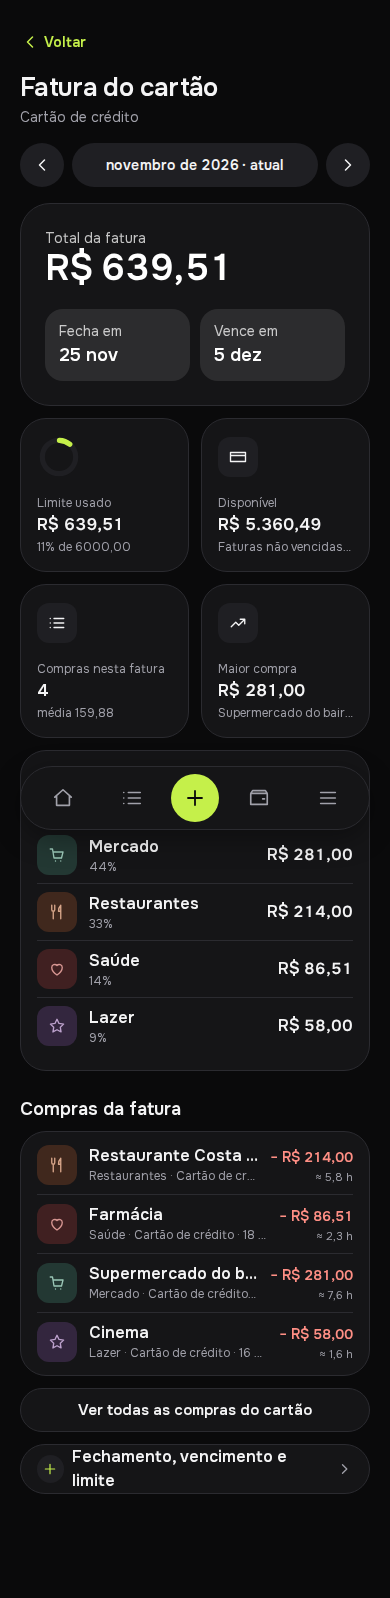 Voltar
Fatura do cartão
Cartão de crédito
novembro de 2026 · atual
Total da fatura
R$ 639,51
Fecha em
25 nov
Vence em
5 dez
Limite usado
R$ 639,51
11% de 6000,00
Disponível
R$ 5.360,49
Faturas não vencidas...
Compras nesta fatura
4
média 159,88
Maior compra
R$ 281,00
Supermercado do bair...
Mercado
44%
R$ 281,00
Restaurantes
33%
R$ 214,00
Saúde
14%
R$ 86,51
Lazer
9%
R$ 58,00
Compras da fatura
Restaurante Costa ...
− R$ 214,00
Restaurantes · Cartão de cr...
≈ 5,8 h
Farmácia
− R$ 86,51
Saúde · Cartão de crédito · 18 ...
≈ 2,3 h
Supermercado do b...
− R$ 281,00
Mercado · Cartão de crédito...
≈ 7,6 h
Cinema
− R$ 58,00
Lazer · Cartão de crédito · 16 ...
≈ 1,6 h
Ver todas as compras do cartão
Fechamento, vencimento e
limite